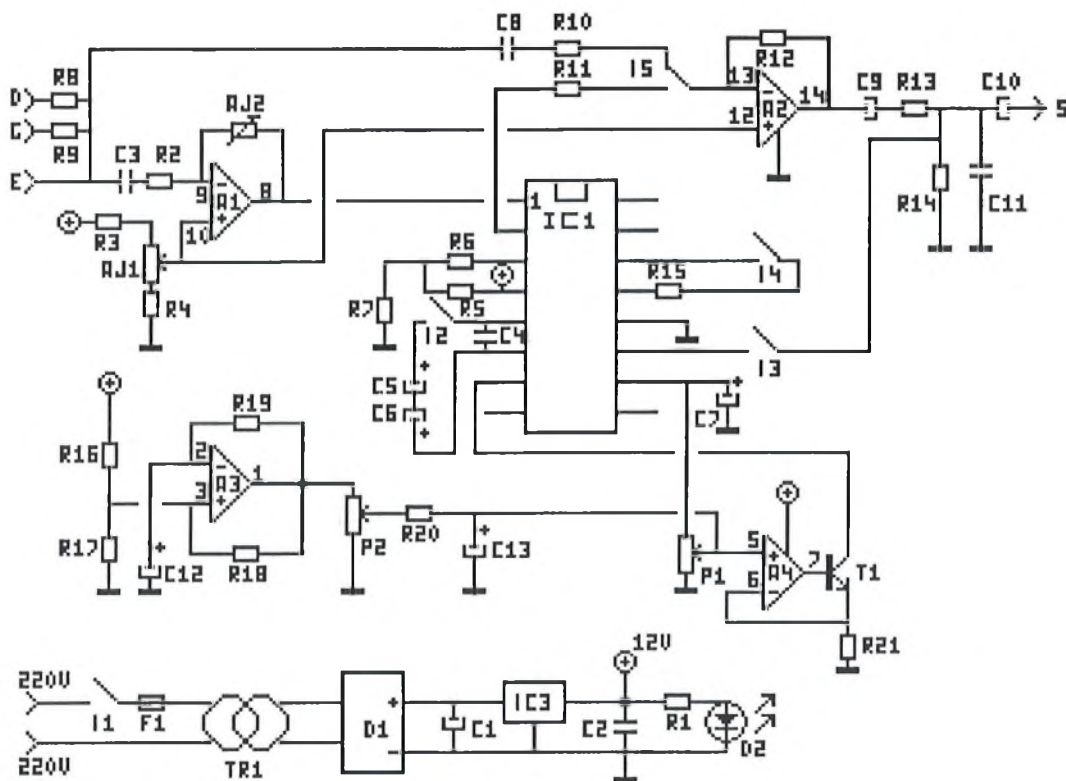 C8 R10
R11
I5
R12
13
12
A2
14
C9 R13 C10
S
R8
D
G
R9
E
AJ2
C3 R2
9
A1
8
10
R3
AJ1
R4
1
IC1
R14
C11
R6
R5
R7
I2
C4
C5
C6
R15
I4
I3
C7
R19
R16
2
A3
1
3
R17
C12
R18
P2
R20
C13
P1
5
A4
6
7
T1
R21
12V
220V
I1 F1
220V
TR1
D1
C1
IC3
C2
R1
D2